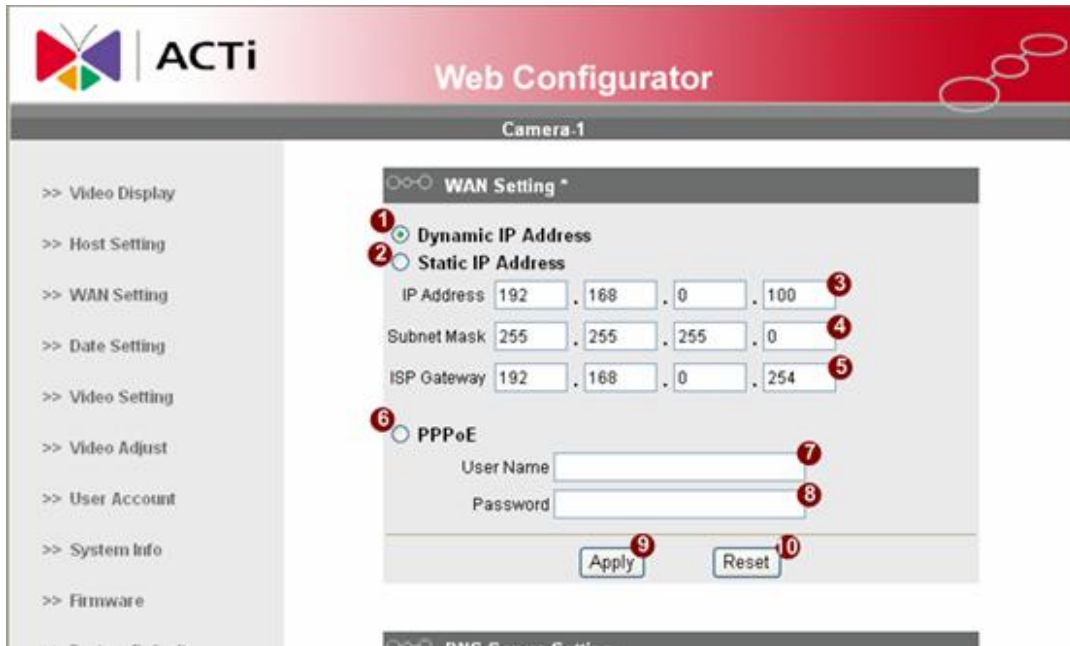 ACTi
Web Configurator
Camera-1
>> Video Display
>> Host Setting
>> WAN Setting
>> Date Setting
>> Video Setting
>> Video Adjust
>> User Account
>> System Info
>> Firmware
WAN Setting *
1 Dynamic IP Address
2 Static IP Address
IP Address 192 . 168 . 0 . 100 3
Subnet Mask 255 . 255 . 255 . 0 4
ISP Gateway 192 . 168 . 0 . 254 5
6 PPPoE
User Name 7
Password 8
Apply 9 Reset 10